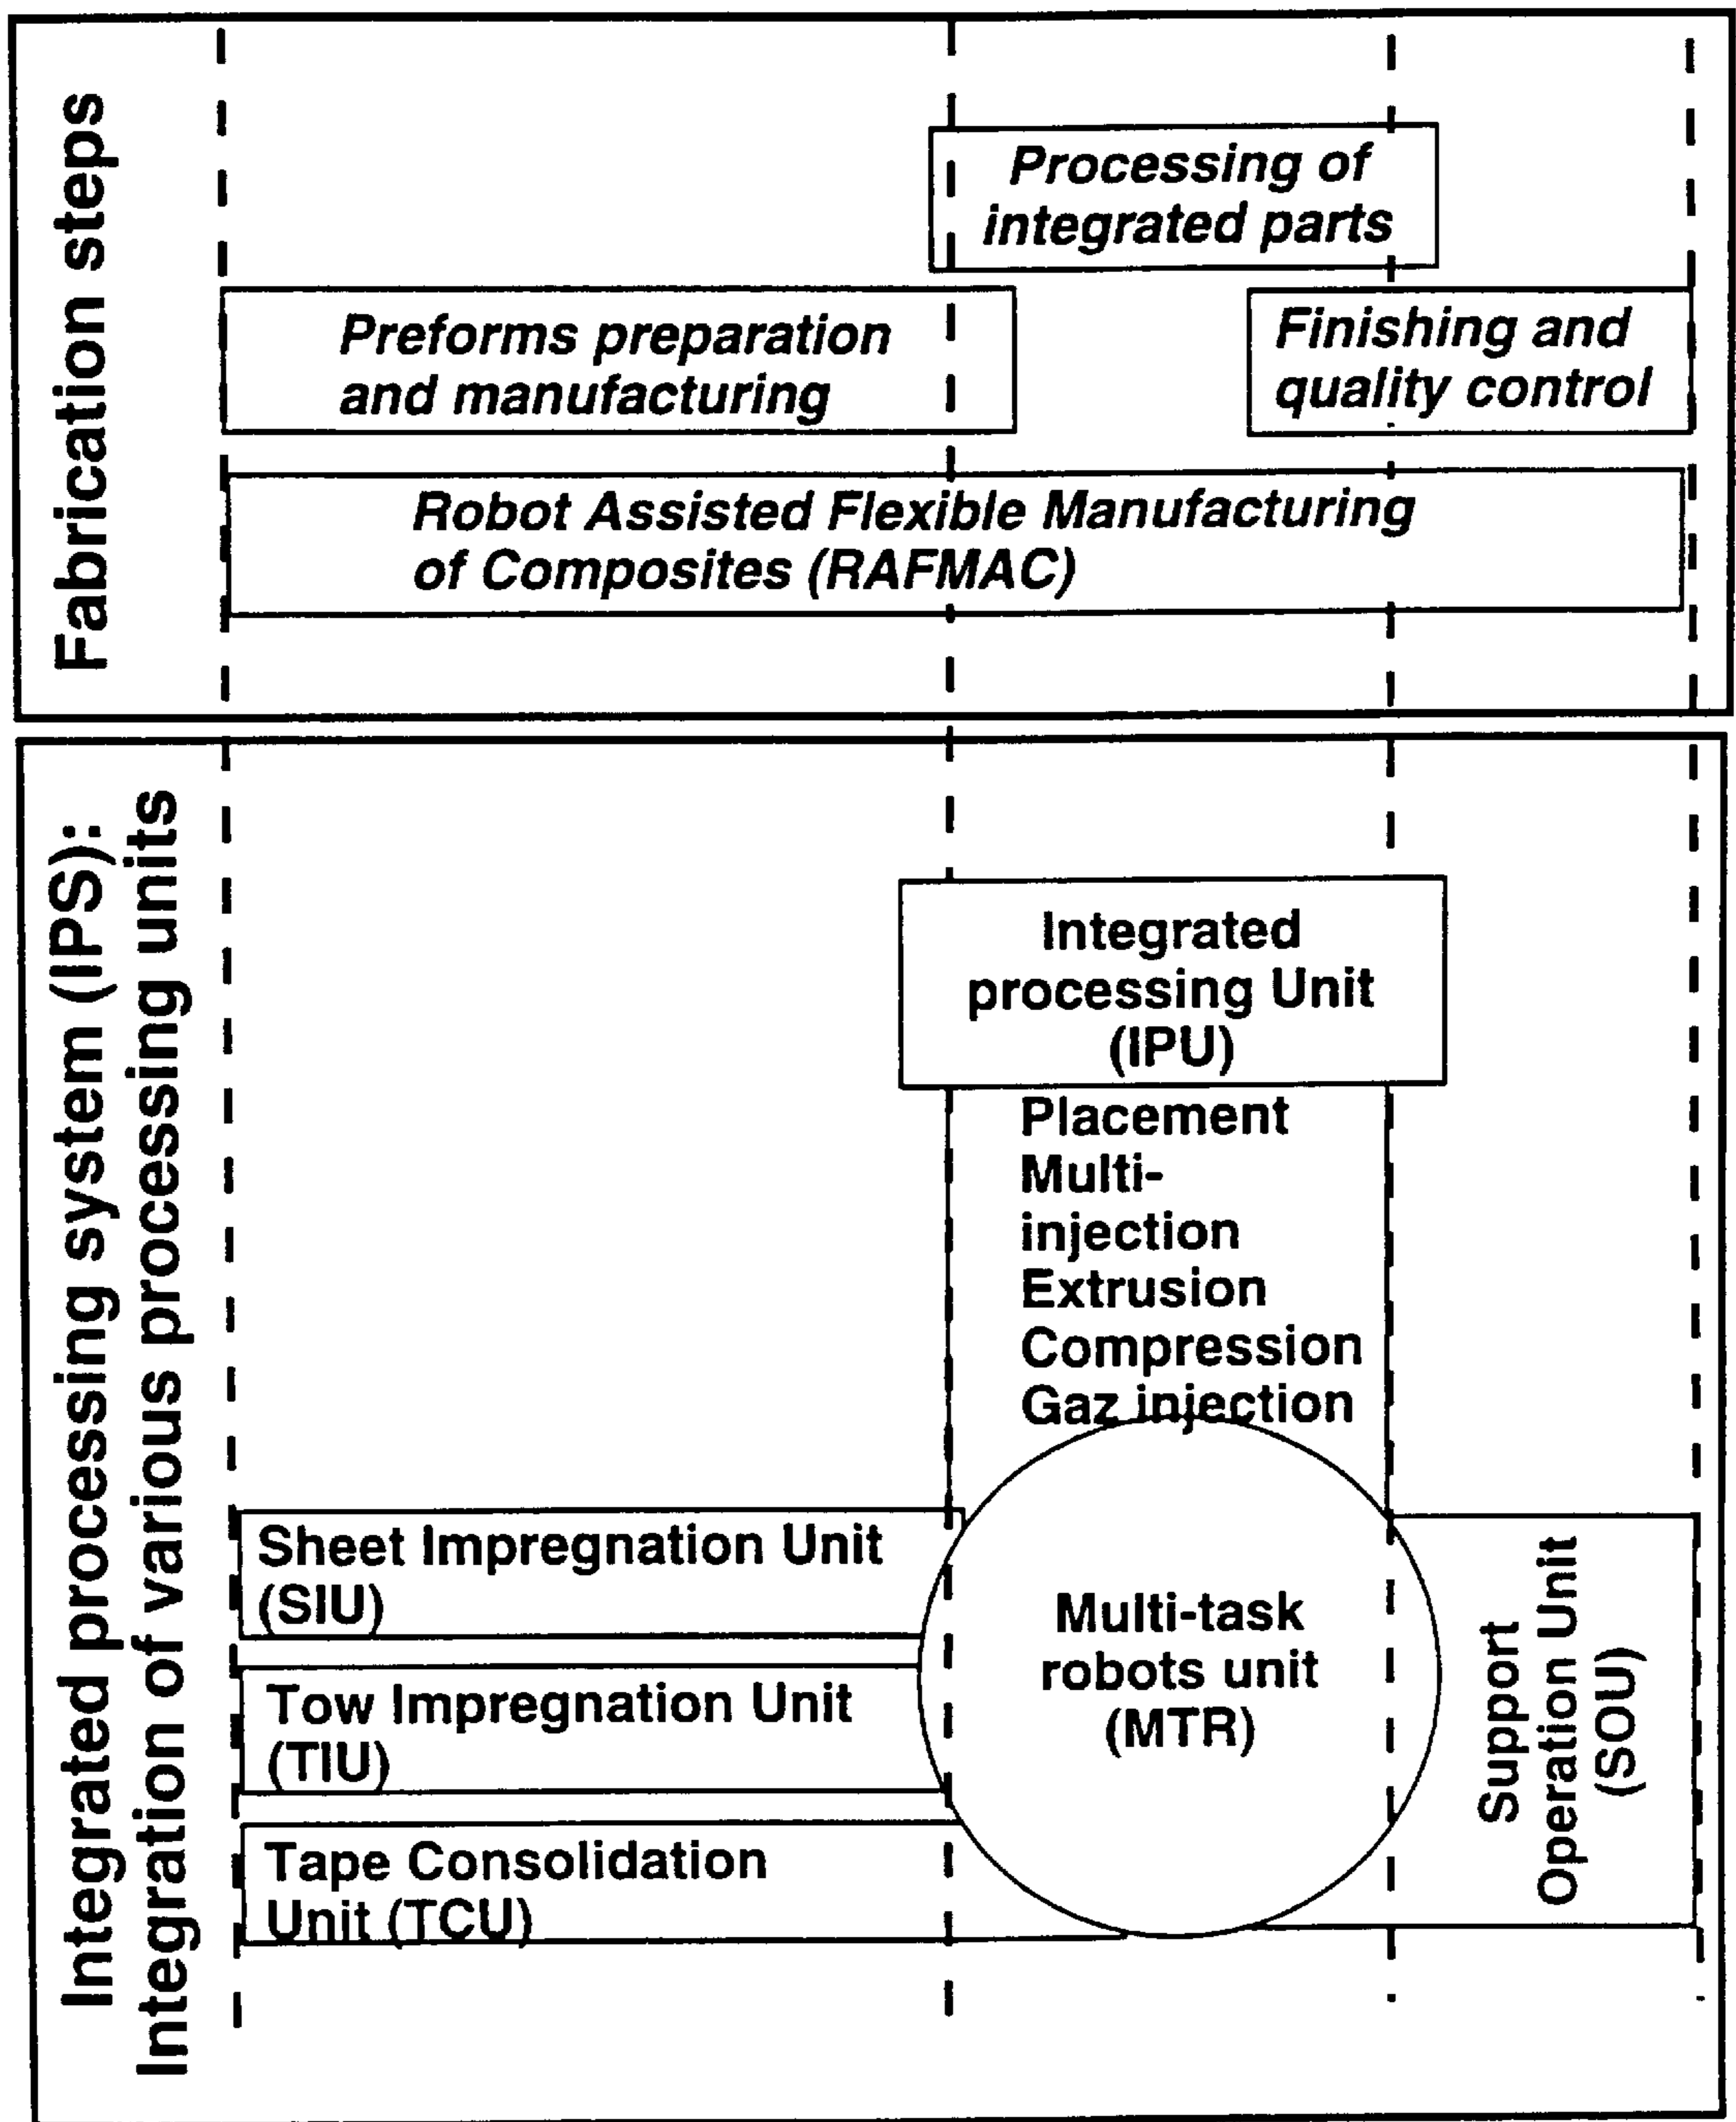 Fabrication steps
Processing of
integrated parts
Preforms preparation
and manufacturing
Finishing and
quality control
Robot Assisted Flexible Manufacturing
of Composites (RAFMAC)
Integrated processing system (IPS):
Integration of various processing units
Integrated
processing Unit
(IPU)
Placement
Multi-
injection
Extrusion
Compression
Gaz injection
Sheet Impregnation Unit
(SIU)
Tow Impregnation Unit
(TIU)
Tape Consolidation
Unit (TCU)
Multi-task
robots unit
(MTR)
Support
Operation Unit
(SOU)